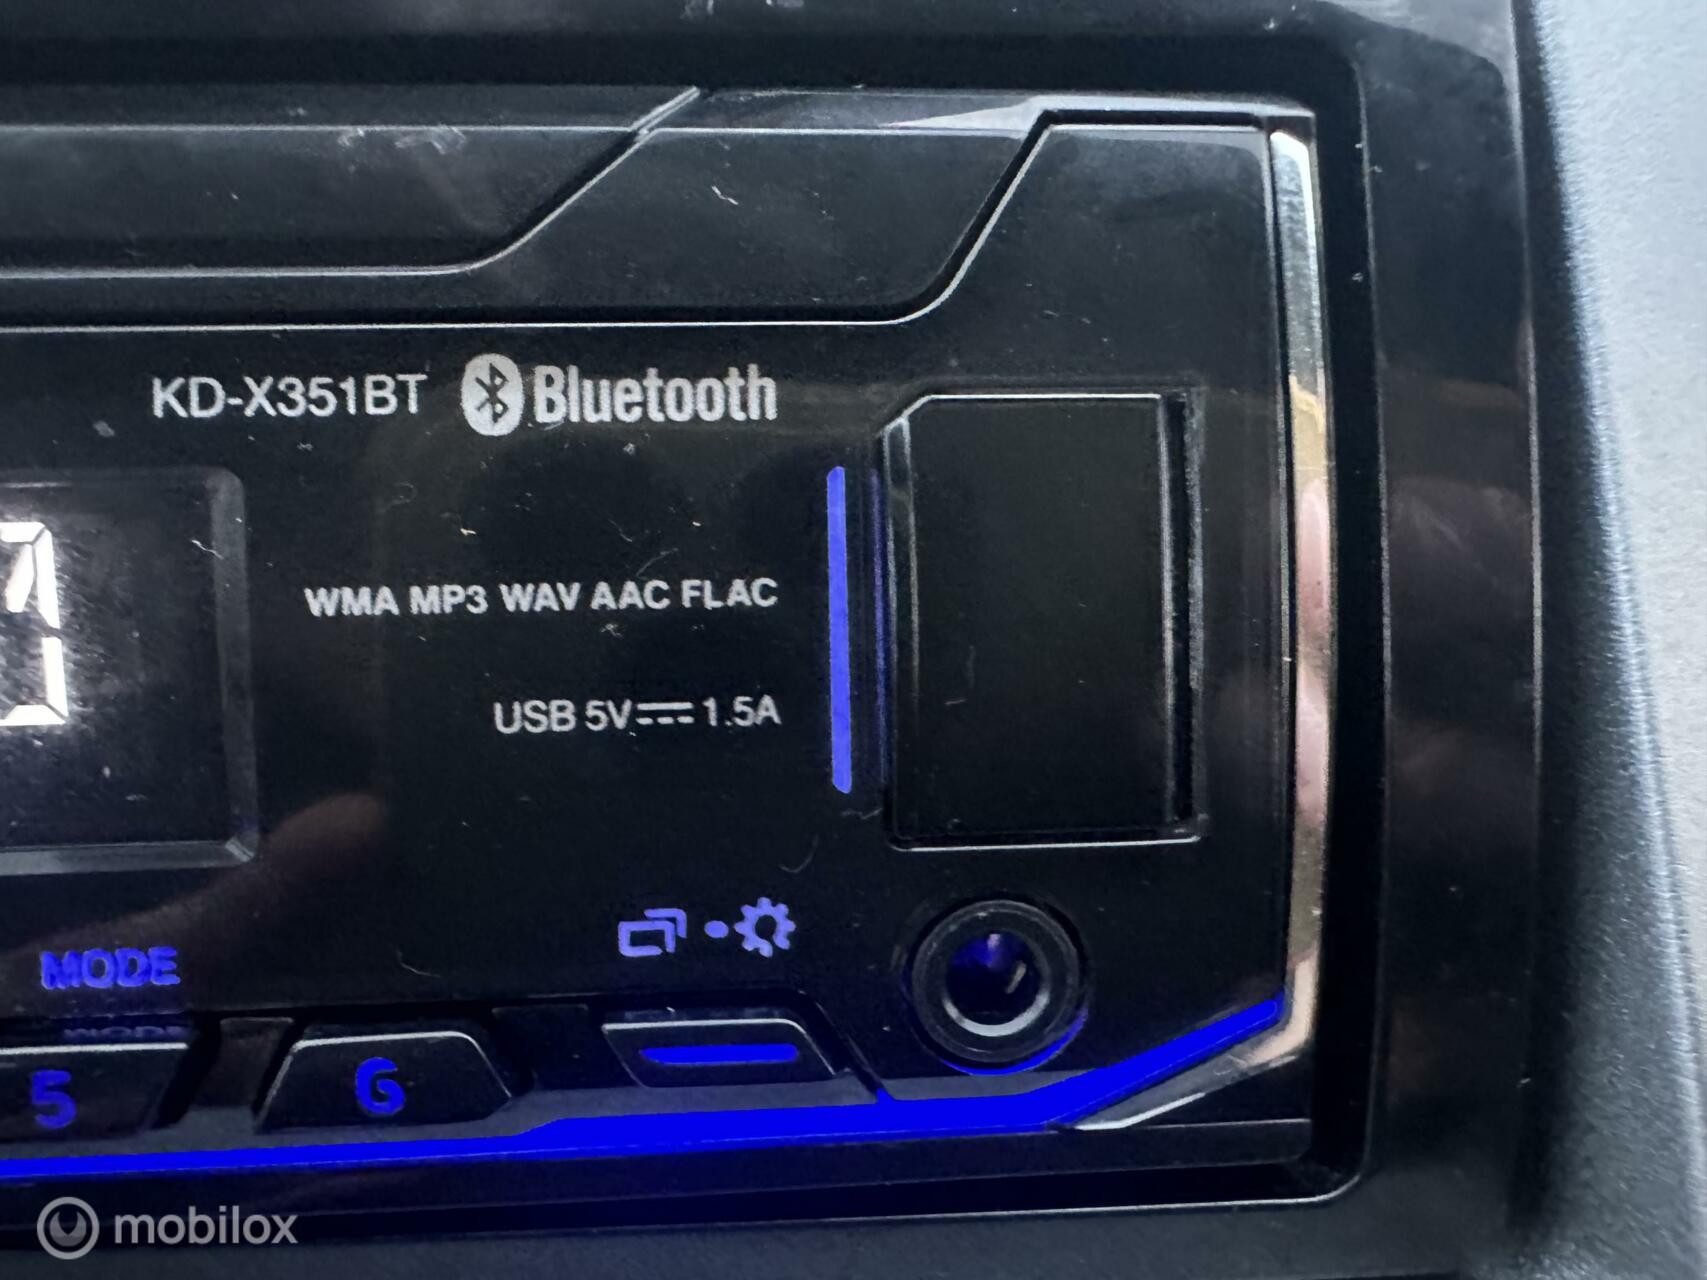 KD-X351BT Bluetooth
WMA MP3 WAV AAC FLAC
USB 5V 1.5A
MODE
5 6
mobilox